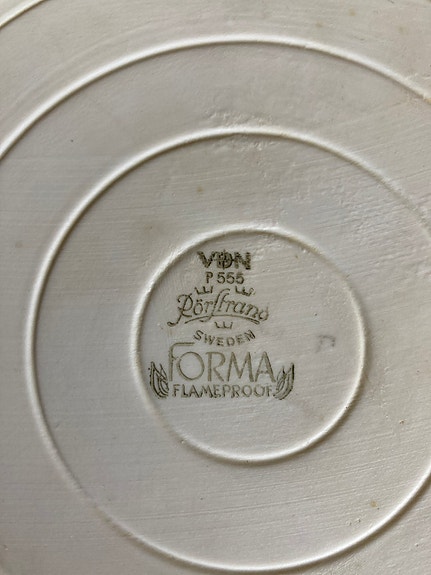 VDN
P 555
Rörstrand
SWEDEN
FORMA
FLAMEPROOF